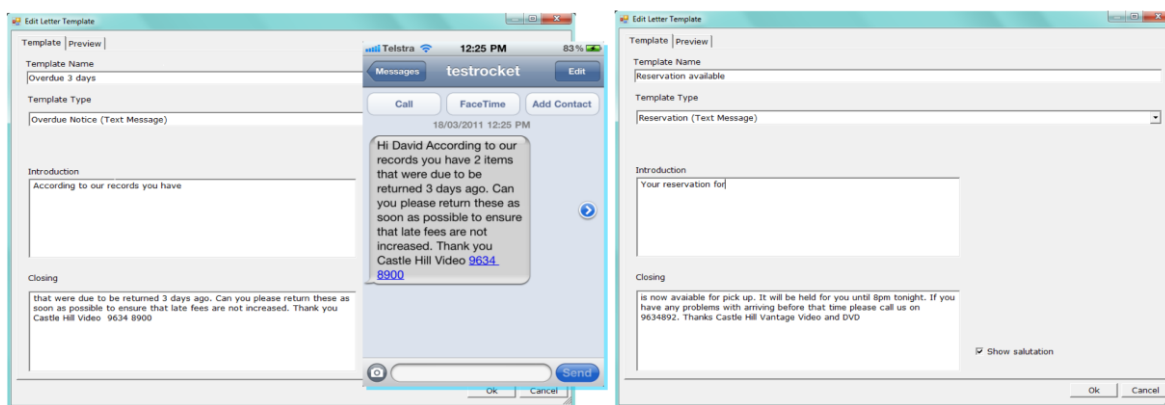 Edit Letter Template
Template Preview
Template Name
Overdue 3 days
Template Type
Overdue Notice (Text Message)
Introduction
According to our records you have
Closing
that were due to be returned 3 days ago. Can you please return these as
soon as possible to ensure that late fees are not increased. Thank you
Castle Hill Video 9634 8900
Ok Cancel
Telstra 12:25 PM 83%
Messages testrocket Edit
Call FaceTime Add Contact
18/03/2011 12:25 PM
Hi David According to our
records you have 2 items
that were due to be
returned 3 days ago. Can
you please return these as
soon as possible to ensure
that late fees are not
increased. Thank you
Castle Hill Video 9634
8900
Send
Edit Letter Template
Template Preview
Template Name
Reservation available
Template Type
Reservation (Text Message)
Introduction
Your reservation for
Closing
is now avaiable for pick up. It will be held for you until 8pm tonight. If you
have any problems with arriving before that time please call us on
9634892. Thanks Castle Hill Vantage Video and DVD
Show salutation
Ok Cancel